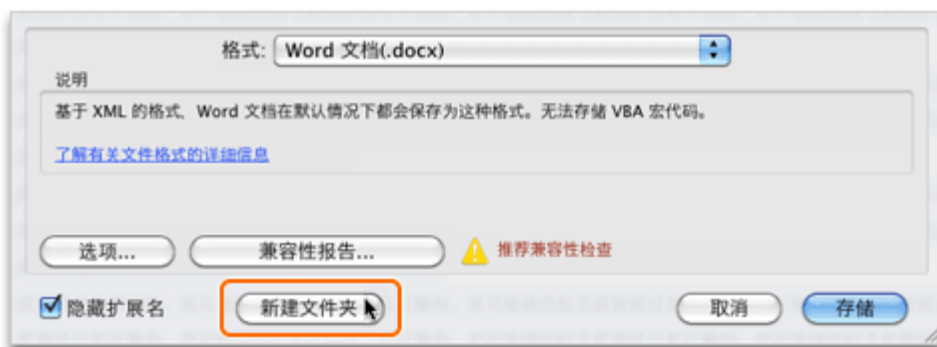 格式: Word 文档(.docx)
说明
基于 XML 的格式，Word 文档在默认情况下都会保存为这种格式。无法存储 VBA 宏代码。
了解有关文件格式的详细信息
选项... 兼容性报告... 推荐兼容性检查
隐藏扩展名 新建文件夹 取消 存储